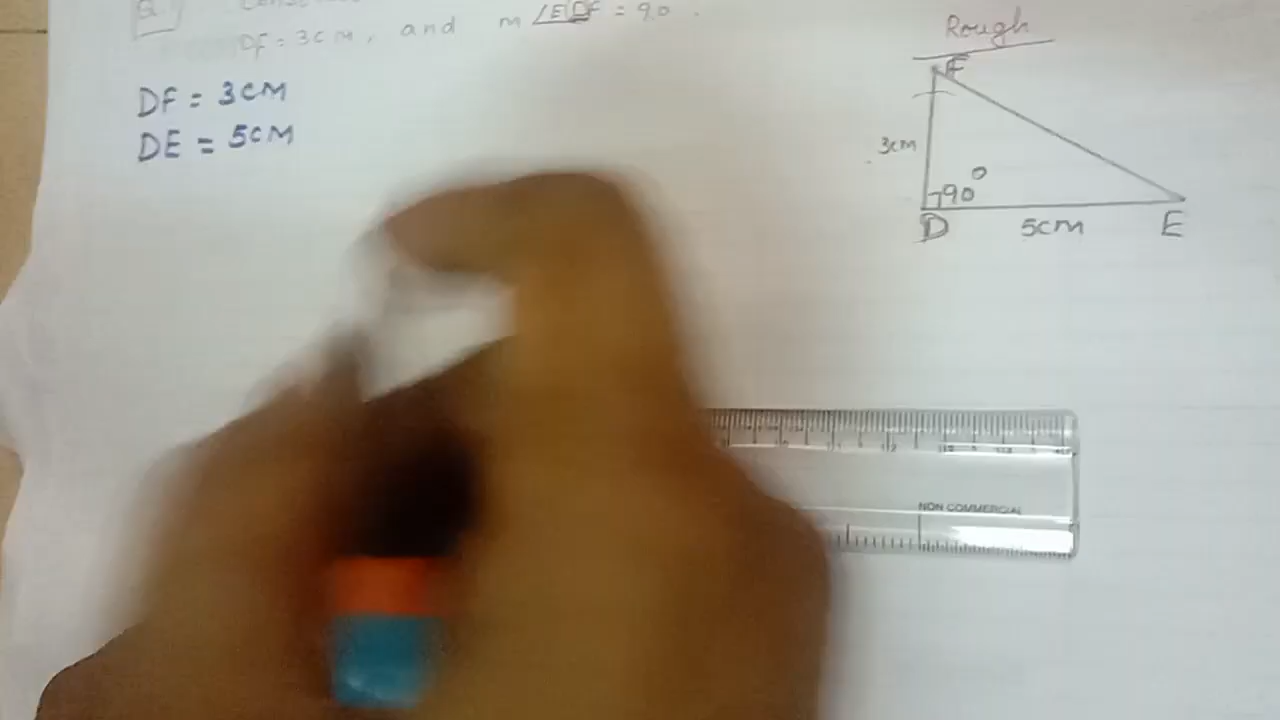 DF = 3CM, and m∠EDF = 90
DF = 3CM
DE = 5CM
Rough
F
3cm
90°
D 5cm E
NON COMMERCIAL